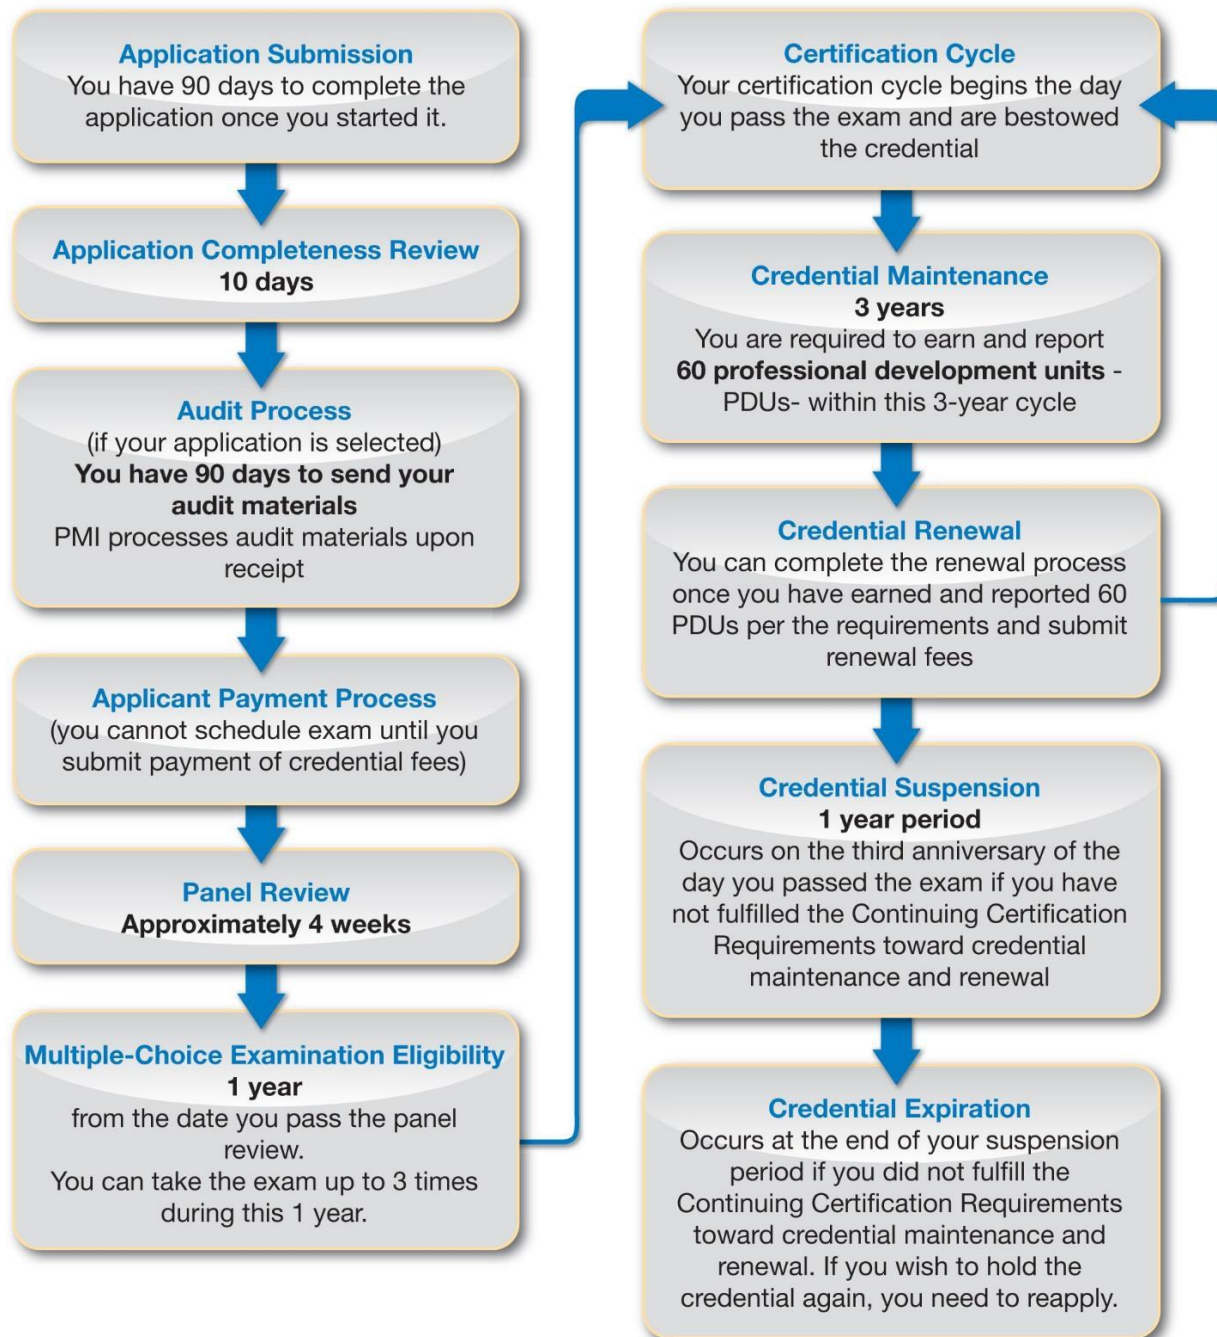 Application Submission
You have 90 days to complete the
application once you started it.
Application Completeness Review
10 days
Audit Process
(if your application is selected)
You have 90 days to send your
audit materials
PMI processes audit materials upon
receipt
Applicant Payment Process
(you cannot schedule exam until you
submit payment of credential fees)
Panel Review
Approximately 4 weeks
Multiple-Choice Examination Eligibility
1 year
from the date you pass the panel
review.
You can take the exam up to 3 times
during this 1 year.
Certification Cycle
Your certification cycle begins the day
you pass the exam and are bestowed
the credential
Credential Maintenance
3 years
You are required to earn and report
60 professional development units -
PDUs- within this 3-year cycle
Credential Renewal
You can complete the renewal process
once you have earned and reported 60
PDUs per the requirements and submit
renewal fees
Credential Suspension
1 year period
Occurs on the third anniversary of the
day you passed the exam if you have
not fulfilled the Continuing Certification
Requirements toward credential
maintenance and renewal
Credential Expiration
Occurs at the end of your suspension
period if you did not fulfill the
Continuing Certification Requirements
toward credential maintenance and
renewal. If you wish to hold the
credential again, you need to reapply.